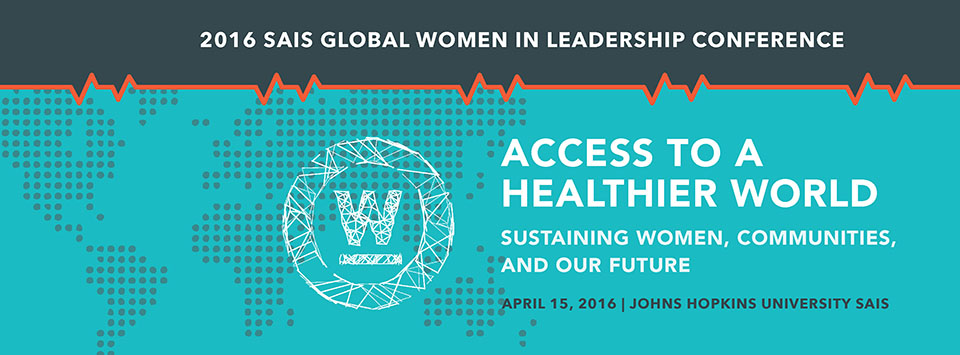 2016 SAIS GLOBAL WOMEN IN LEADERSHIP CONFERENCE
W
ACCESS TO A
HEALTHIER WORLD
SUSTAINING WOMEN, COMMUNITIES,
AND OUR FUTURE
APRIL 15, 2016 | JOHNS HOPKINS UNIVERSITY SAIS